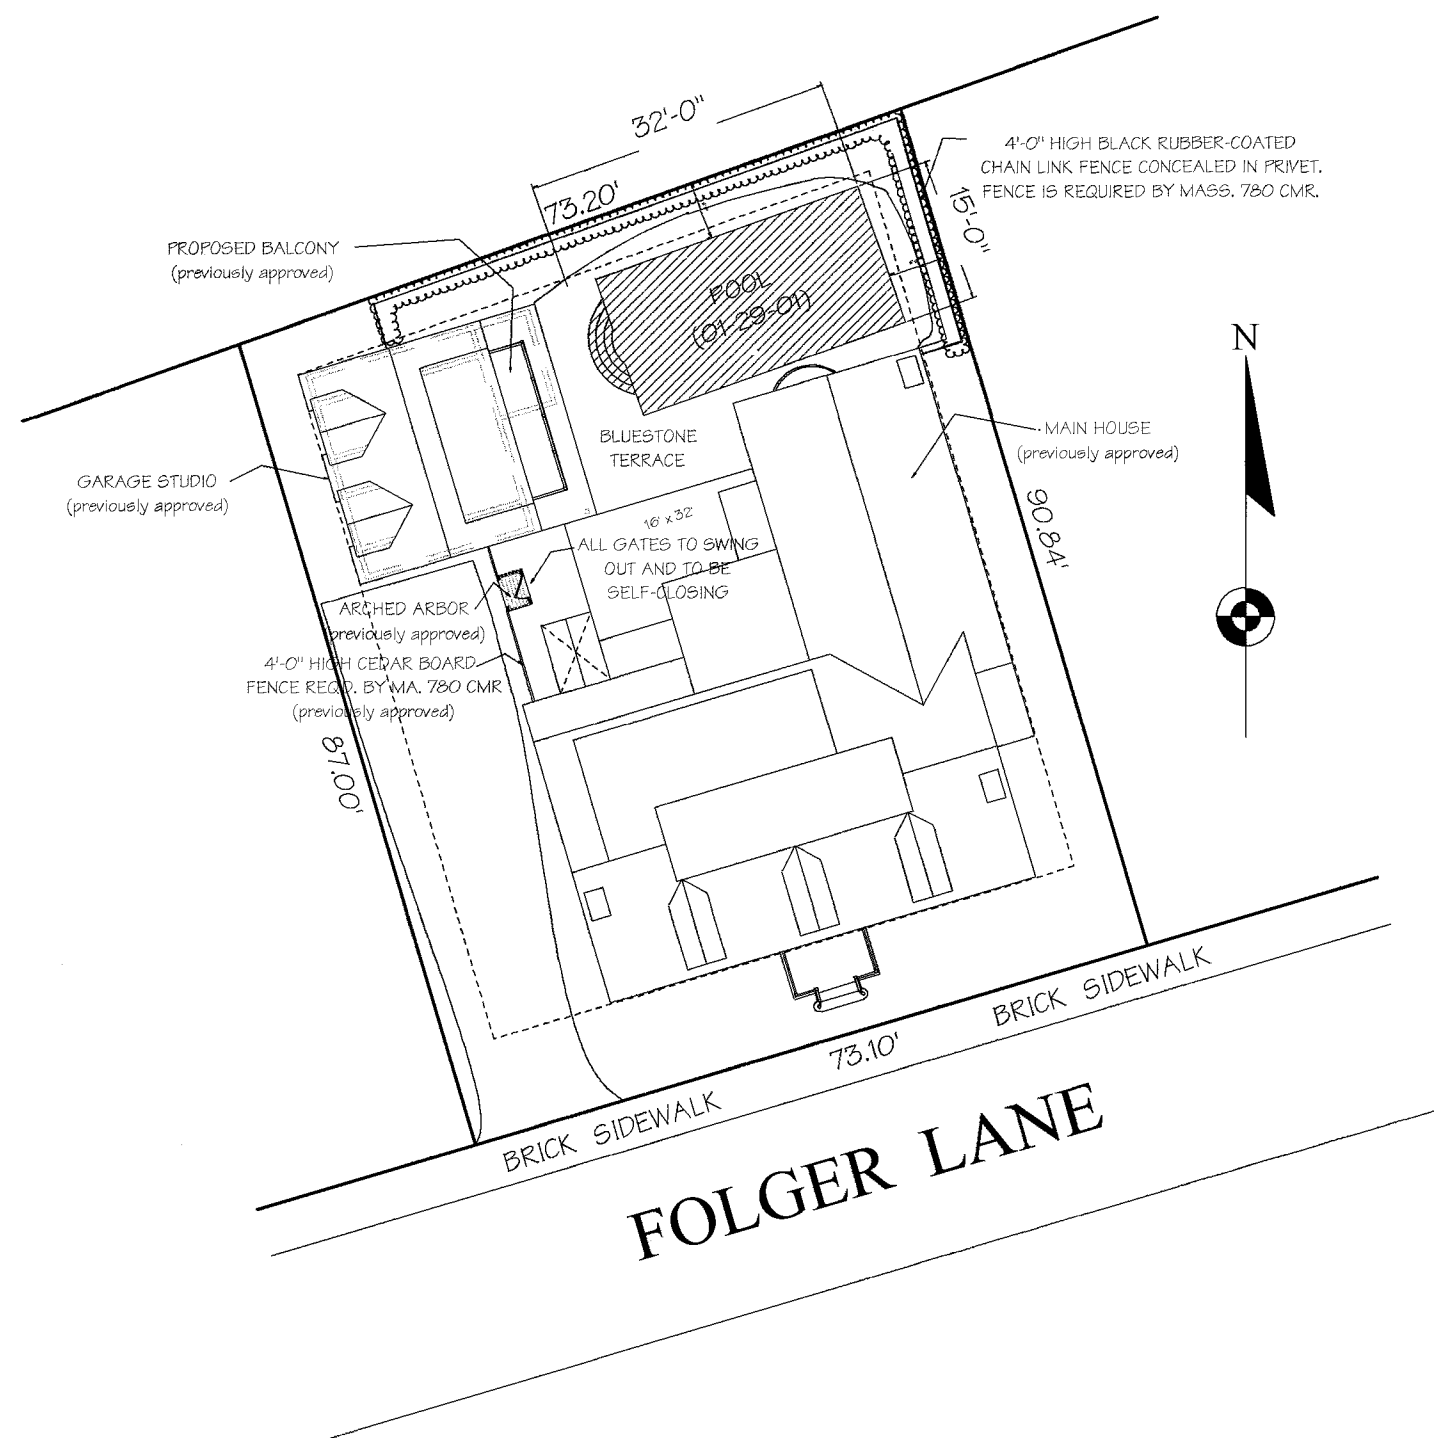 32'-0"
73.20'
4'-0" HIGH BLACK RUBBER-COATED
CHAIN LINK FENCE CONCEALED IN PRIVET.
FENCE IS REQUIRED BY MASS. 780 CMR.
15'-0"
PROPOSED BALCONY
(previously approved)
POOL
(01-29-01)
N
BLUESTONE
TERRACE
MAIN HOUSE
(previously approved)
GARAGE STUDIO
(previously approved)
90.84'
16' x 32'
ALL GATES TO SWING
OUT AND TO BE
SELF-CLOSING
ARCHED ARBOR
(previously approved)
4'-0" HIGH CEDAR BOARD
FENCE REQ'D. BY MA. 780 CMR
(previously approved)
87.00'
BRICK SIDEWALK
73.10'
BRICK SIDEWALK
FOLGER LANE